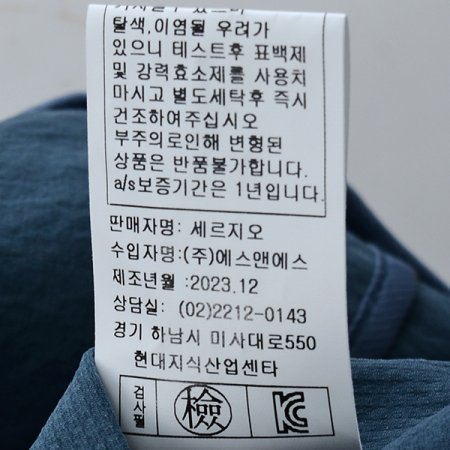 탈색,이염될 우려가
있으니 테스트후 표백제
및 강력효소제를 사용치
마시고 별도세탁후 즉시
건조하여주십시오
부주의로인해 변형된
상품은 반품불가합니다.
a/s보증기간은 1년입니다.
판매자명: 세르지오
수입자명:(주)에스앤에스
제조년월 : 2023.12
상담실: (02)2212-0143
경기 하남시 미사대로550
현대지식산업센타
검사필 檢 KC